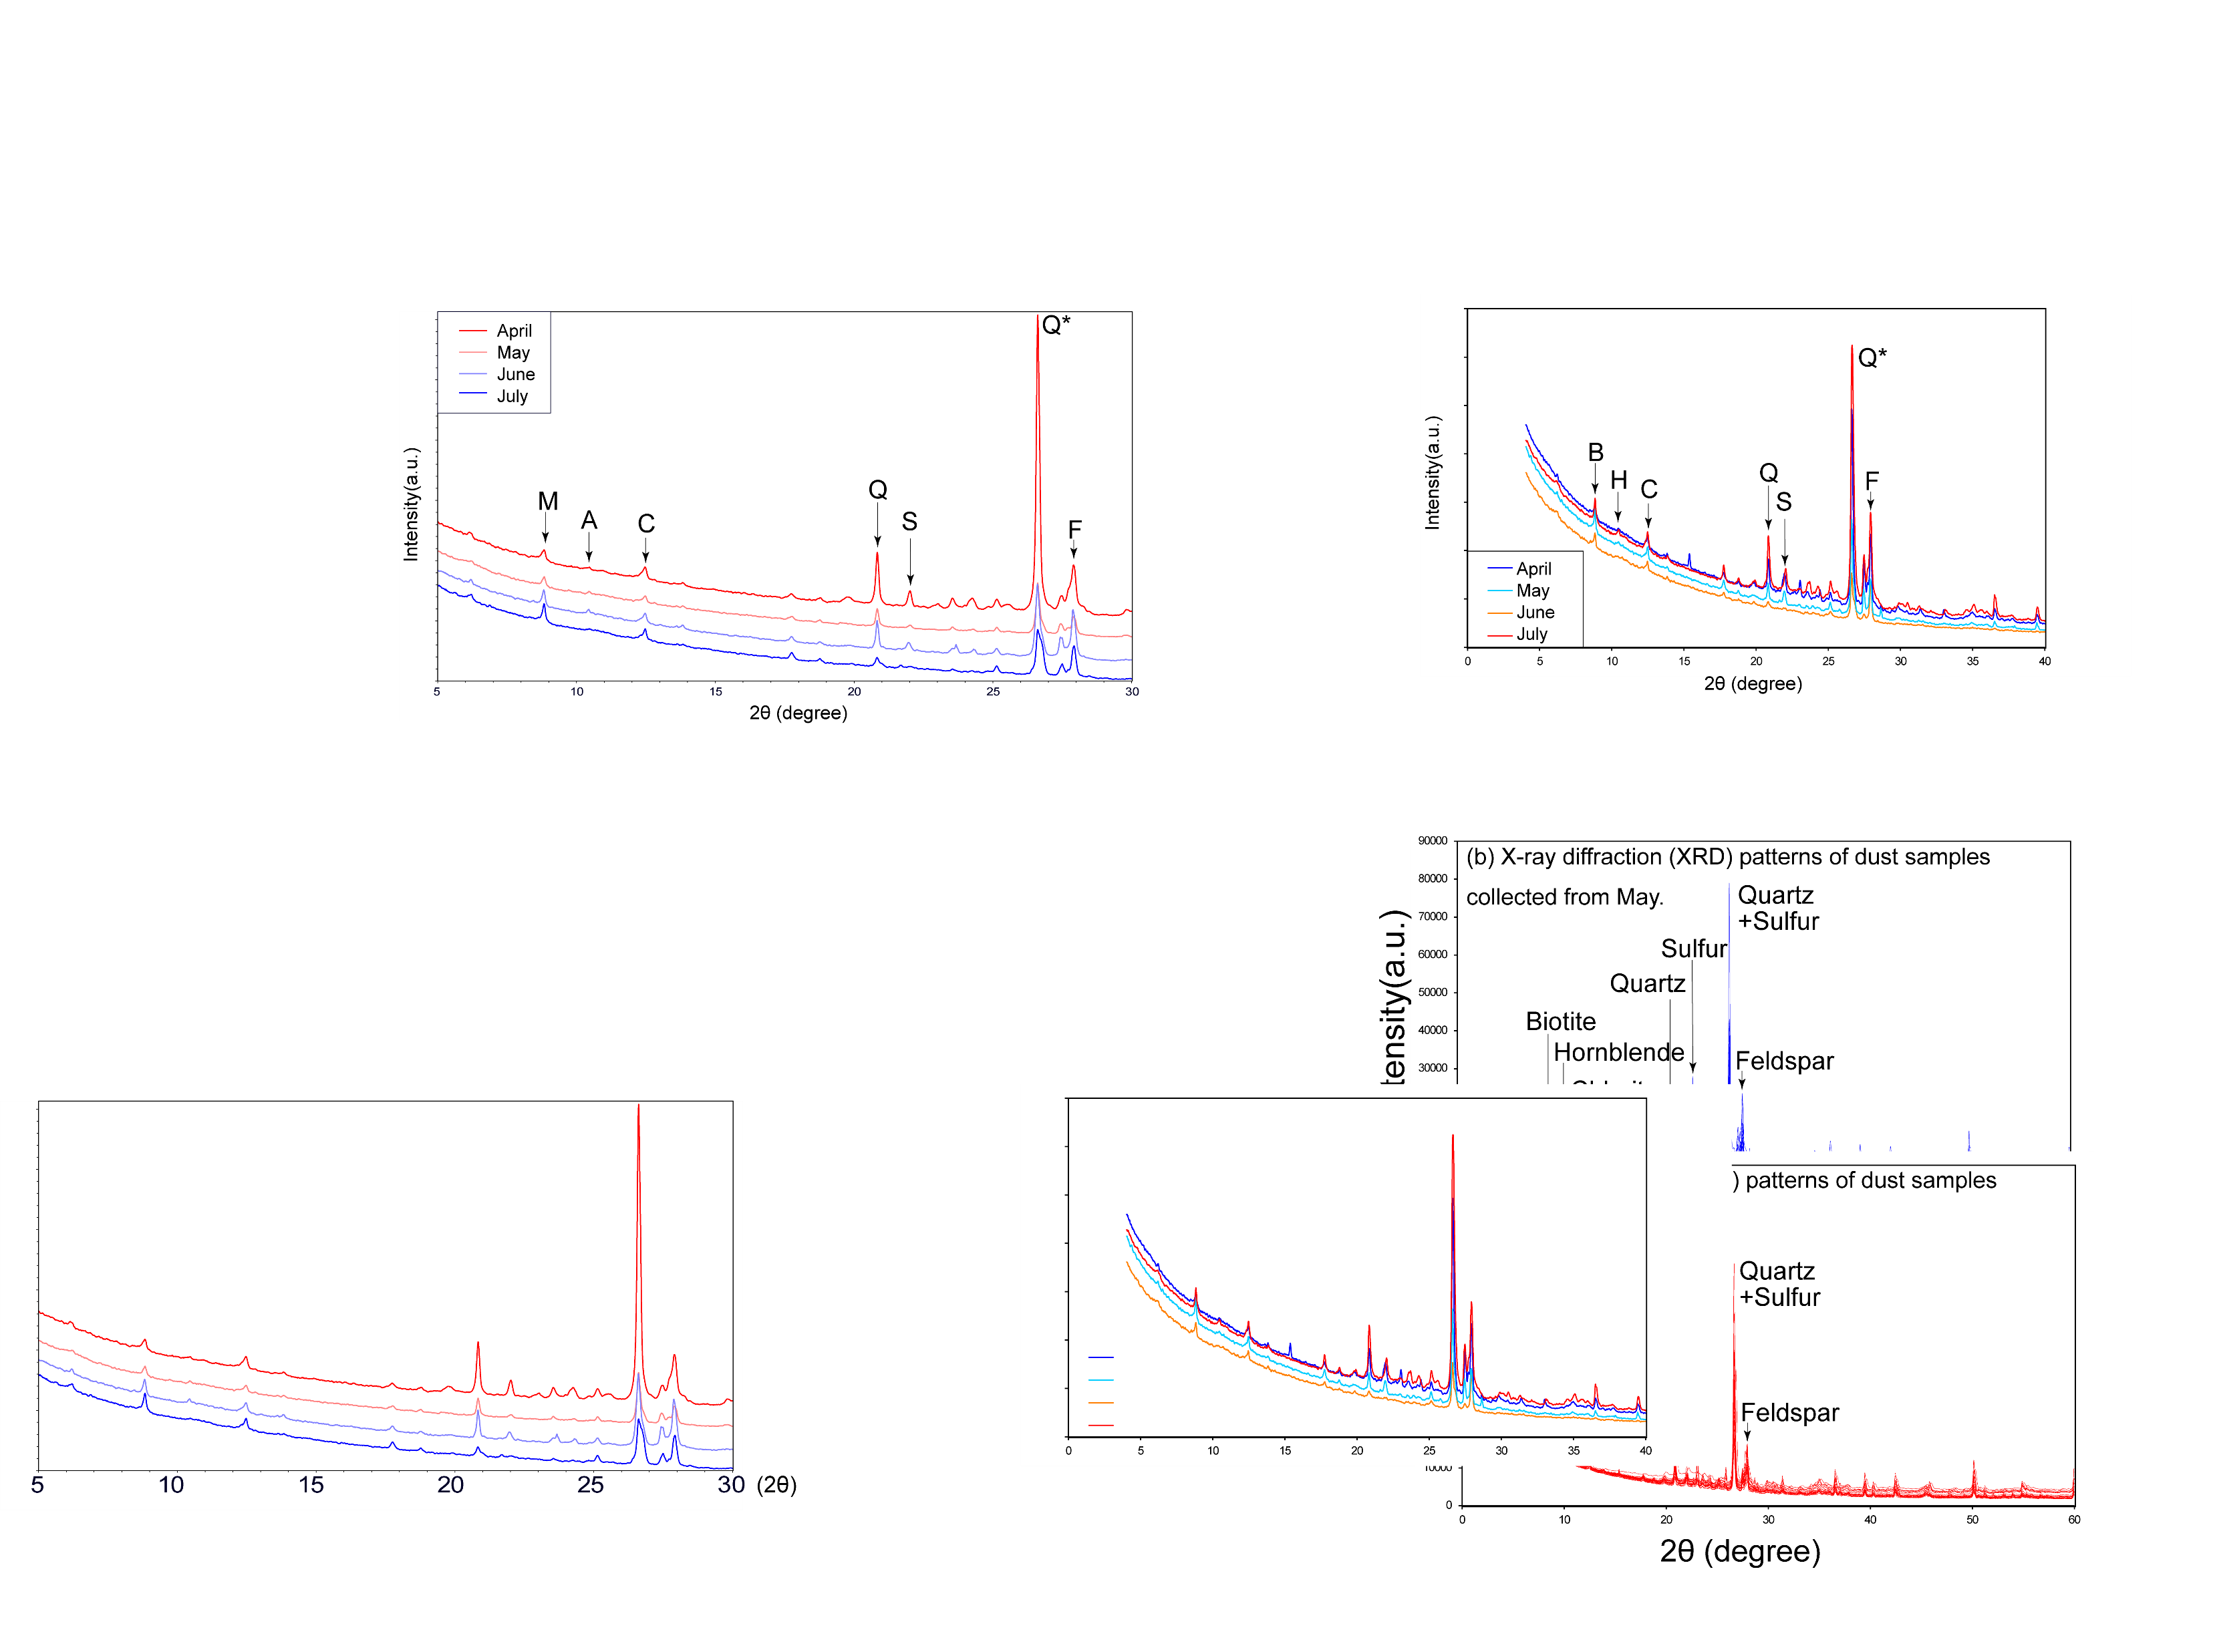 April
May
June
July
Q*
M
A
C
Q
S
F
Intensity(a.u.)
5
10
15
20
25
30
2θ (degree)
Q*
B
H
C
Q
S
F
Intensity(a.u.)
April
May
June
July
0
5
10
15
20
25
30
35
40
2θ (degree)
90000
80000
70000
60000
50000
40000
30000
(b) X-ray diffraction (XRD) patterns of dust samples
collected from May.
Quartz
+Sulfur
Sulfur
Quartz
Biotite
Hornblende
Feldspar
tensity(a.u.)
5
10
15
20
25
30 (2θ)
0
5
10
15
20
25
30
35
40
) patterns of dust samples
Quartz
+Sulfur
Feldspar
10000
0
0
10
20
30
40
50
60
2θ (degree)